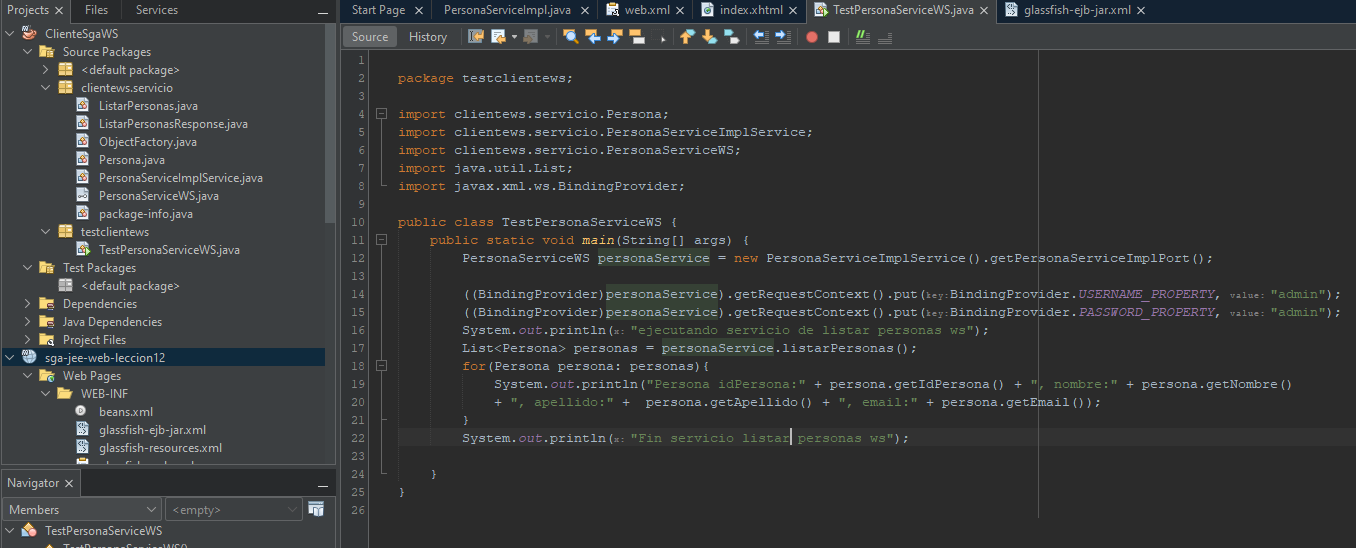 Projects
Files
Services
ClienteSgaWS
Source Packages
<default package>
clientews.servicio
ListarPersonas.java
ListarPersonasResponse.java
ObjectFactory.java
Persona.java
PersonaServiceImplService.java
PersonaServiceWS.java
package-info.java
testclientews
TestPersonaServiceWS.java
Test Packages
<default package>
Dependencies
Java Dependencies
Project Files
sga-jee-web-leccion12
Web Pages
WEB-INF
beans.xml
glassfish-ejb-jar.xml
glassfish-resources.xml
Navigator
Members
<empty>
TestPersonaServiceWS
TestPersonaServiceWS()
Start Page
PersonaServiceImpl.java
web.xml
index.xhtml
TestPersonaServiceWS.java
glassfish-ejb-jar.xml
Source
History
1
2 package testclientews;
3
4 import clientews.servicio.Persona;
5 import clientews.servicio.PersonaServiceImplService;
6 import clientews.servicio.PersonaServiceWS;
7 import java.util.List;
8 import javax.xml.ws.BindingProvider;
9
10 public class TestPersonaServiceWS {
11 public static void main(String[] args) {
12 PersonaServiceWS personaService = new PersonaServiceImplService().getPersonaServiceImplPort();
13
14 ((BindingProvider)personaService).getRequestContext().put(key:BindingProvider.USERNAME_PROPERTY, value: "admin");
15 ((BindingProvider)personaService).getRequestContext().put(key:BindingProvider.PASSWORD_PROPERTY, value: "admin");
16 System.out.println(x: "ejecutando servicio de listar personas ws");
17 List<Persona> personas = personaService.listarPersonas();
18 for(Persona persona: personas){
19 System.out.println("Persona idPersona:" + persona.getIdPersona() + ", nombre:" + persona.getNombre()
20 + ", apellido:" + persona.getApellido() + ", email:" + persona.getEmail());
21 }
22 System.out.println(x: "Fin servicio listar personas ws");
23
24 }
25 }
26